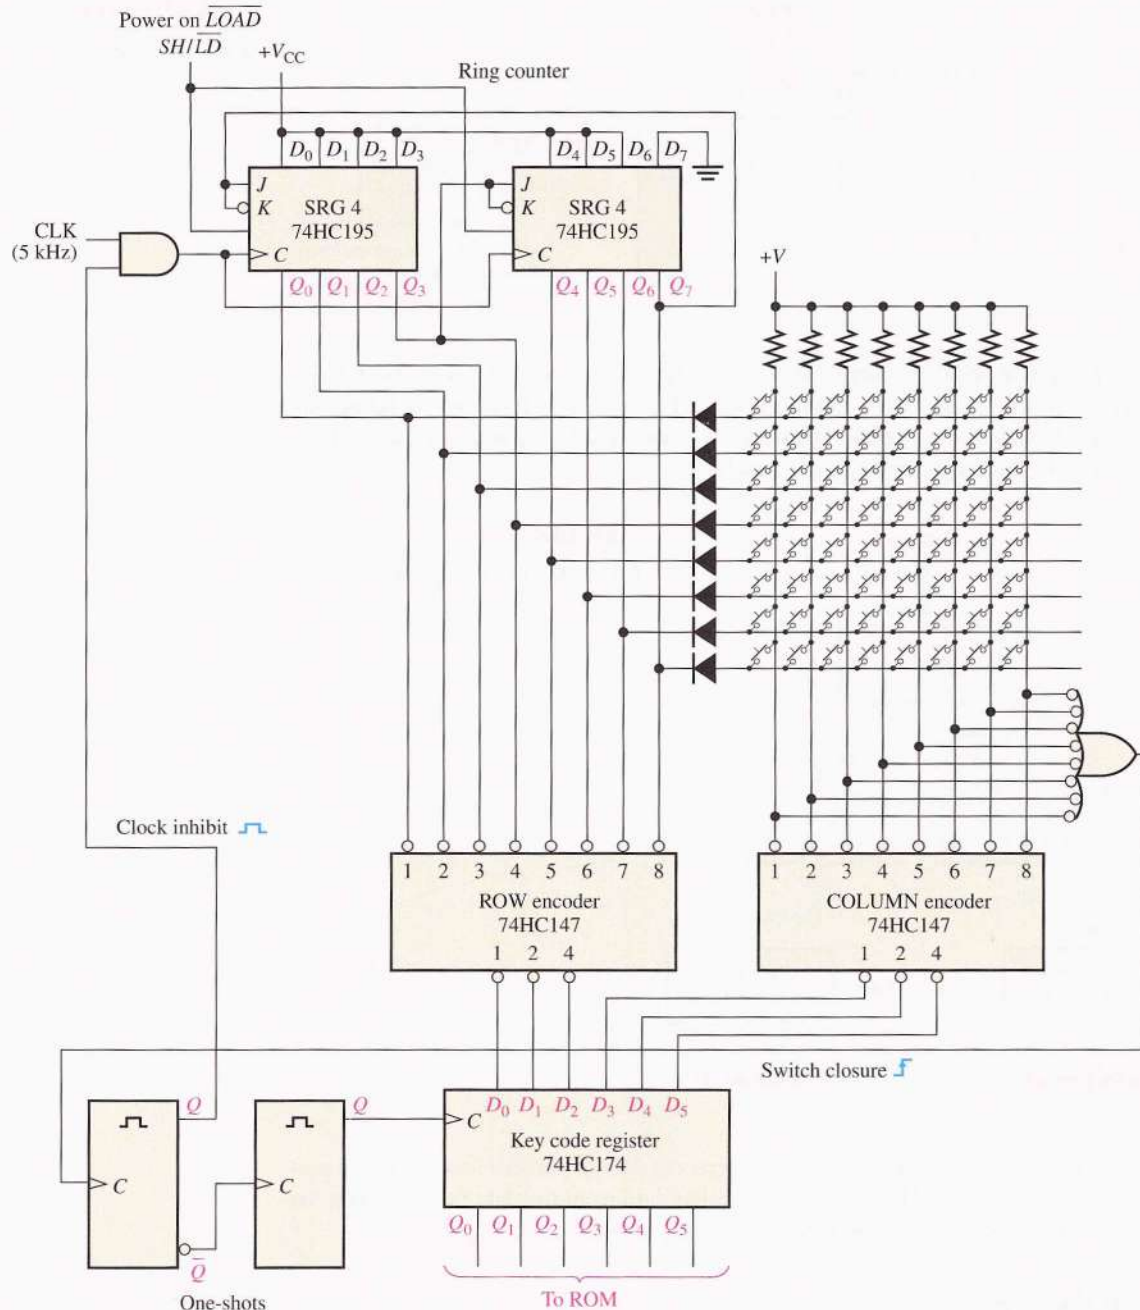 Power on LOAD
SH/LD
+VCC
Ring counter
D0 D1 D2 D3
D4 D5 D6 D7
J
K
SRG 4
74HC195
C
J
K
SRG 4
74HC195
C
CLK
(5 kHz)
Q0 Q1 Q2 Q3
Q4 Q5 Q6 Q7
+V
Clock inhibit
1 2 3 4 5 6 7 8
ROW encoder
74HC147
1 2 4
1 2 3 4 5 6 7 8
COLUMN encoder
74HC147
1 2 4
Switch closure
Q
C
Q
Q
C
D0 D1 D2 D3 D4 D5
C
Key code register
74HC174
Q0 Q1 Q2 Q3 Q4 Q5
One-shots
To ROM